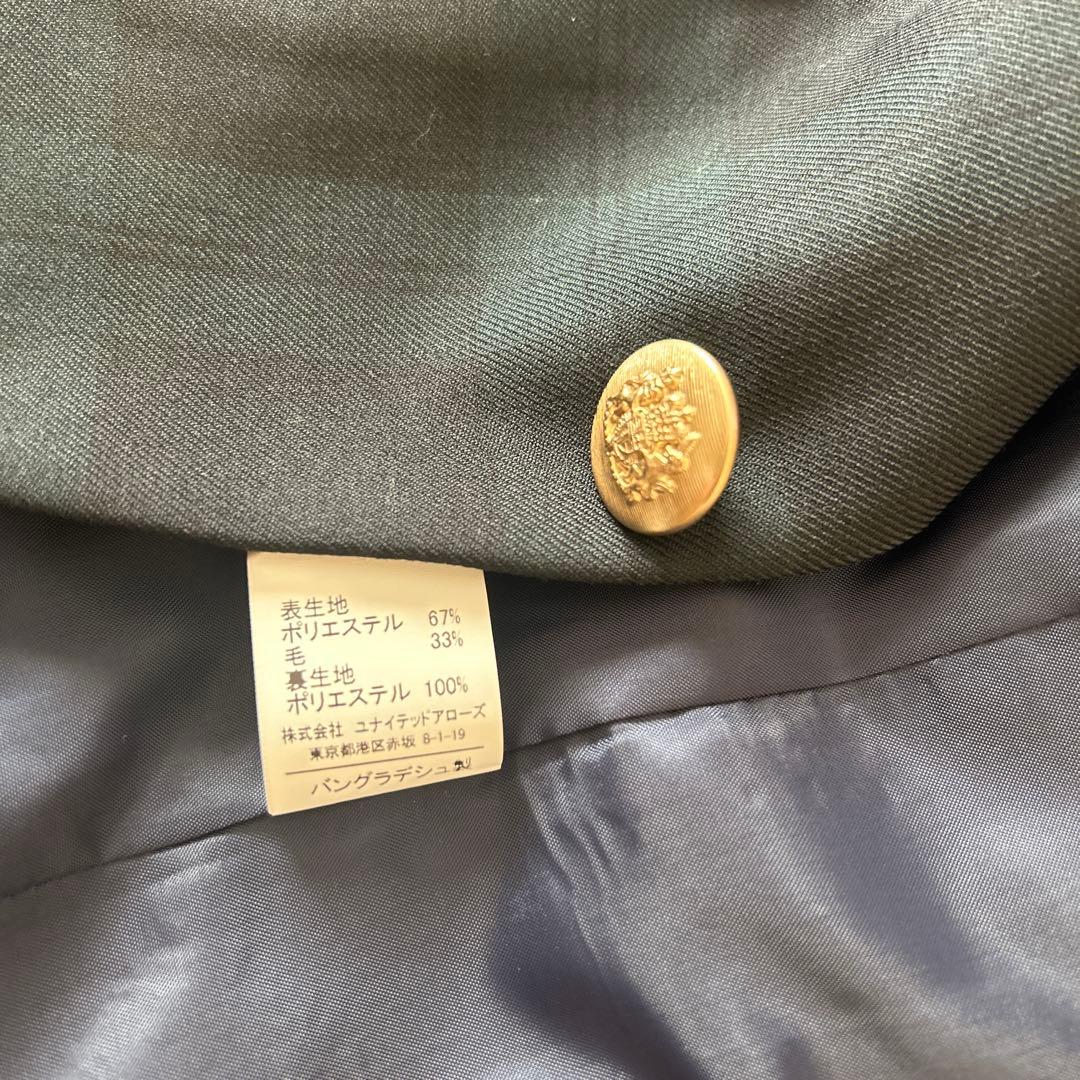 表生地
ポリエステル 67%
毛 33%
裏生地
ポリエステル 100%
株式会社 ユナイテッドアローズ
東京都港区赤坂 8-1-19
バングラデシュ製